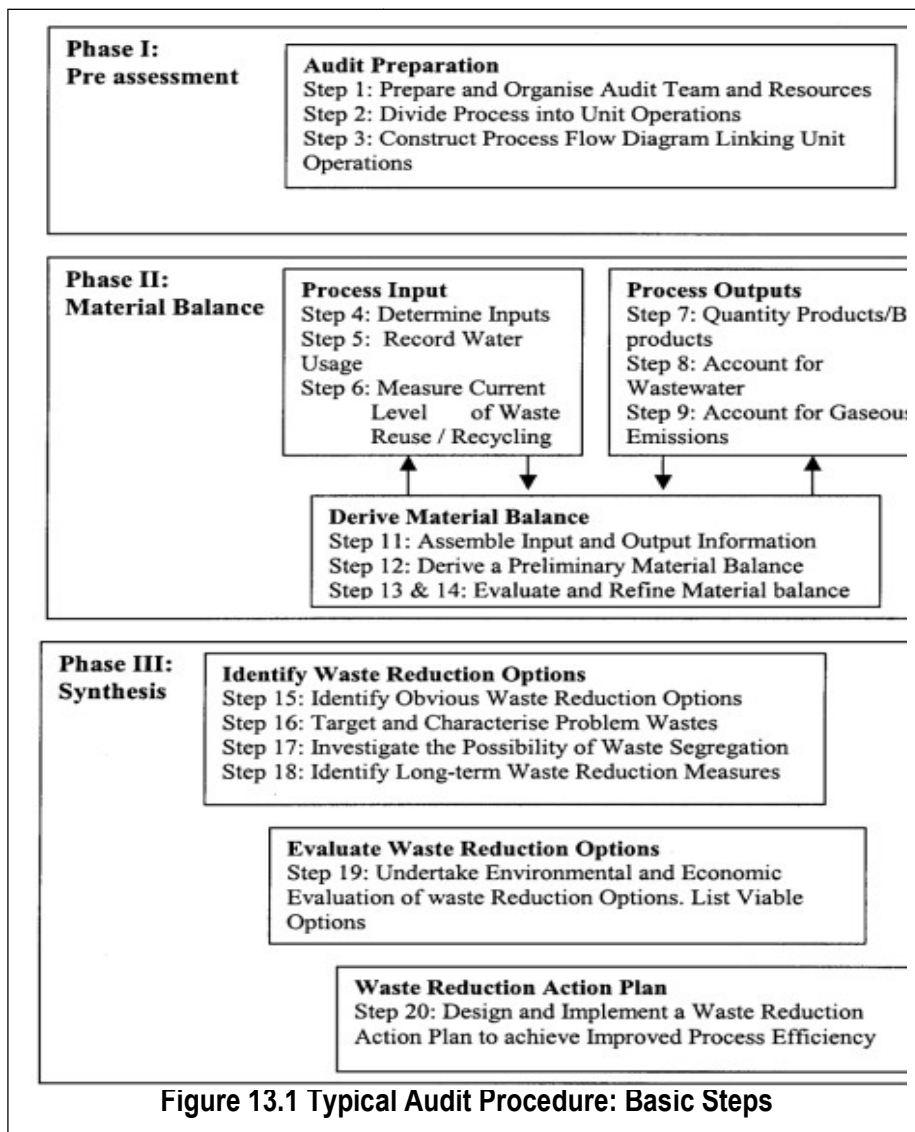 Phase I:
Pre assessment
Audit Preparation
Step 1: Prepare and Organise Audit Team and Resources
Step 2: Divide Process into Unit Operations
Step 3: Construct Process Flow Diagram Linking Unit
Operations
Phase II:
Material Balance
Process Input
Step 4: Determine Inputs
Step 5: Record Water
Usage
Step 6: Measure Current
Level of Waste
Reuse / Recycling
Process Outputs
Step 7: Quantity Products/B
products
Step 8: Account for
Wastewater
Step 9: Account for Gaseous
Emissions
Derive Material Balance
Step 11: Assemble Input and Output Information
Step 12: Derive a Preliminary Material Balance
Step 13 & 14: Evaluate and Refine Material balance
Phase III:
Synthesis
Identify Waste Reduction Options
Step 15: Identify Obvious Waste Reduction Options
Step 16: Target and Characterise Problem Wastes
Step 17: Investigate the Possibility of Waste Segregation
Step 18: Identify Long-term Waste Reduction Measures
Evaluate Waste Reduction Options
Step 19: Undertake Environmental and Economic
Evaluation of waste Reduction Options. List Viable
Options
Waste Reduction Action Plan
Step 20: Design and Implement a Waste Reduction
Action Plan to achieve Improved Process Efficiency
Figure 13.1 Typical Audit Procedure: Basic Steps